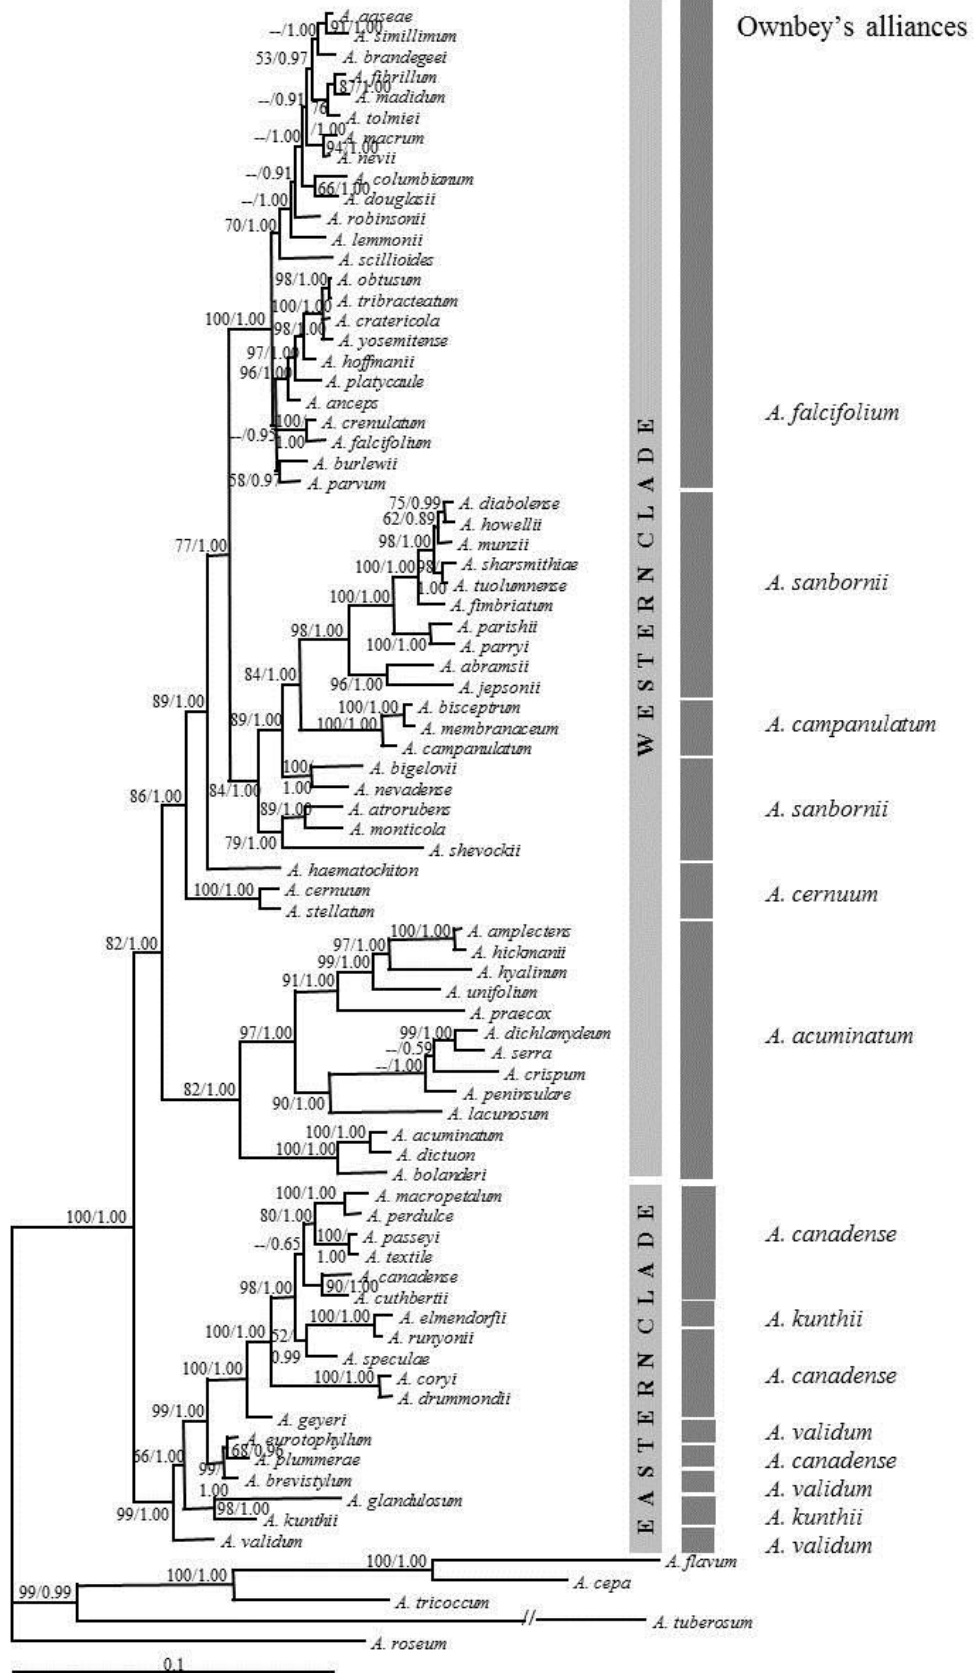 Ownbey's alliances
A. aaseae
--/1.00
91/1.00
A. simillimum
53/0.97
A. brandegeei
A. fibrillum
87/1.00
--/0.91
A. madidum
A. tolmiei
/1.00
--/1.00
A. macrum
94/1.00
A. nevii
--/0.91
A. columbianum
66/1.00
--/1.00
A. douglasii
A. robinsonii
70/1.00
A. lemmonii
A. scillioides
98/1.00
A. obtusum
100/1.00
A. tribracteatum
100/1.00
98/1.00
A. cratericola
A. yosemitense
97/1.00
A. hoffmanii
96/1.00
A. platycaule
A. anceps
100/
1.00
A. crenulatum
--/0.95
A. falcifolium
A. burlewii
58/0.97
A. parvum
A. falcifolium
75/0.99
A. diabolense
62/0.89
A. howellii
98/1.00
A. munzii
77/1.00
100/1.00
98/
1.00
A. sharsmithiae
A. tuolumnense
100/1.00
A. fimbriatum
A. parishii
98/1.00
100/1.00
A. parryi
A. abramsii
84/1.00
96/1.00
A. jepsonii
A. sanbornii
89/1.00
100/1.00
A. bisceptrum
89/1.00
100/1.00
A. membranaceum
A. campanulatum
A. campanulatum
100/
1.00
A. bigelovii
84/1.00
A. nevadense
86/1.00
89/1.00
A. atrorubens
A. monticola
79/1.00
A. shevockii
A. sanbornii
A. haematochiton
100/1.00
A. cernuum
A. stellatum
A. cernuum
WESTERN CLADE
82/1.00
100/1.00
A. amplectens
97/1.00
A. hickmanii
99/1.00
A. hyalinum
91/1.00
A. unifolium
A. praecox
97/1.00
99/1.00
A. dichlamydeum
--/0.59
A. serra
--/1.00
A. crispum
82/1.00
A. peninsulare
90/1.00
A. lacunosum
100/1.00
A. acuminatum
100/1.00
A. dictuon
A. bolanderi
A. acuminatum
100/1.00
100/1.00
A. macropetalum
80/1.00
A. perdulce
100/
1.00
A. passeyi
--/0.65
A. textile
A. canadense
90/1.00
98/1.00
A. cuthbertii
A. canadense
100/1.00
A. elmendorfii
A. runyonii
A. kunthii
100/1.00
52/
0.99
A. speculae
100/1.00
100/1.00
A. coryi
A. drummondii
A. canadense
99/1.00
A. geyeri
A. validum
A. eurotophyllum
68/0.96
66/1.00
A. plummerae
99/
1.00
A. canadense
A. brevistylum
A. validum
99/1.00
A. glandulosum
98/1.00
A. kunthii
A. kunthii
A. validum
A. validum
EASTERN CLADE
100/1.00
A. flavum
100/1.00
A. cepa
99/0.99
A. tricoccum
//
A. tuberosum
A. roseum
0.1